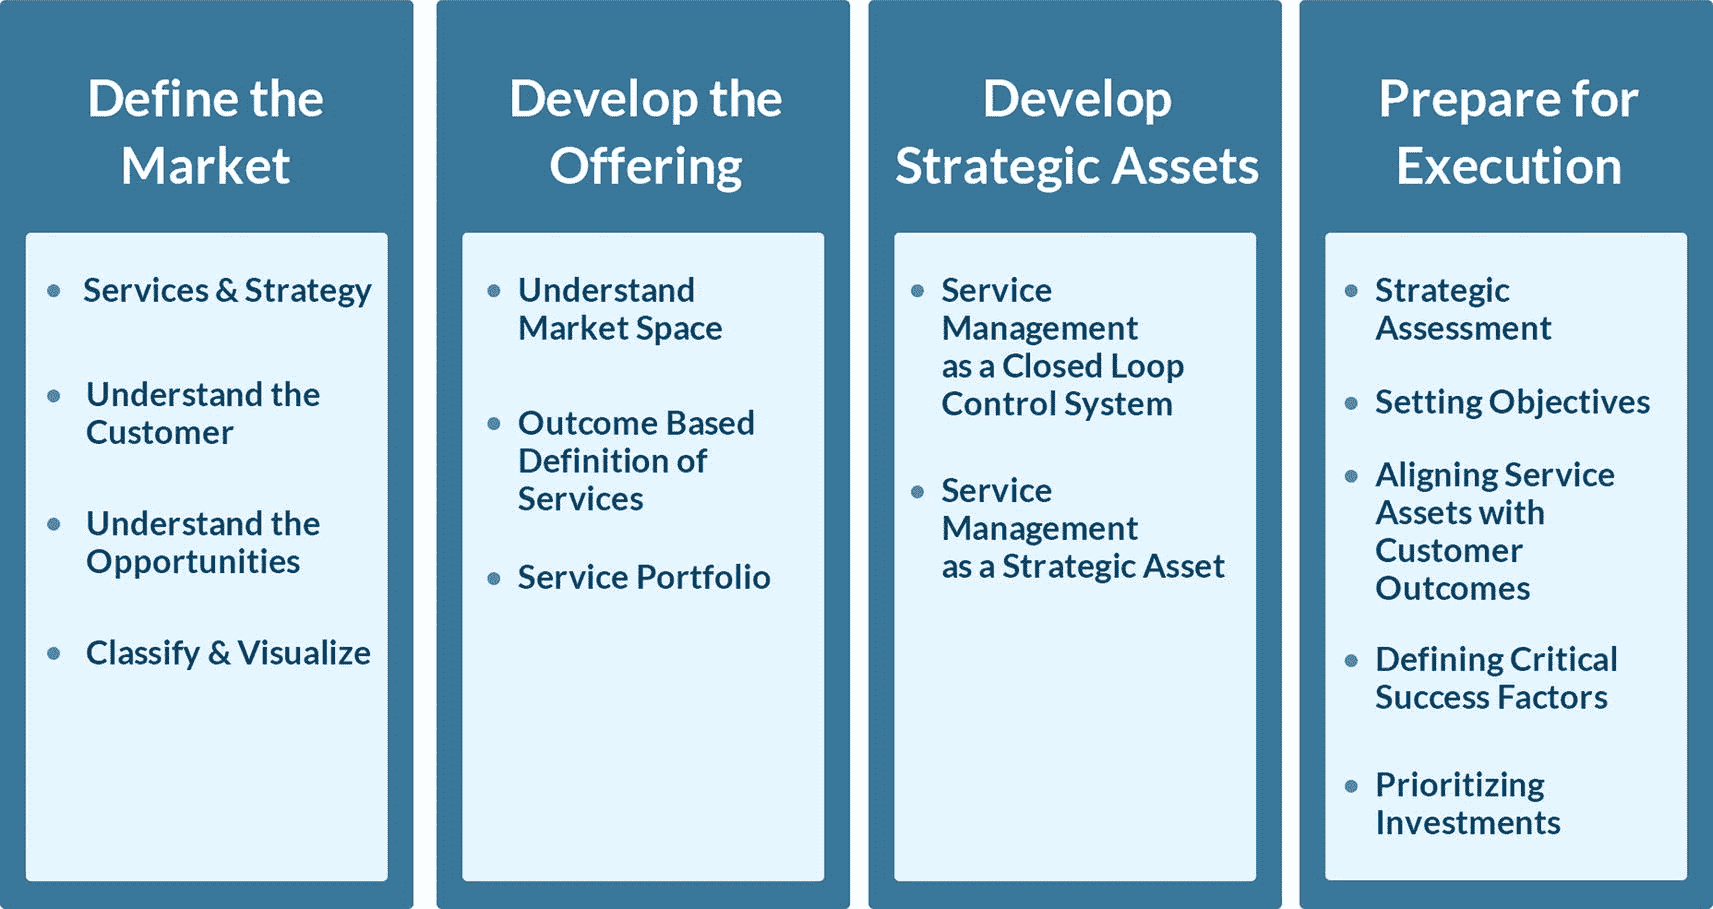 Define the
Market
Services & Strategy
Understand the
Customer
Understand the
Opportunities
Classify & Visualize
Develop the
Offering
Understand
Market Space
Outcome Based
Definition of
Services
Service Portfolio
Develop
Strategic Assets
Service
Management
as a Closed Loop
Control System
Service
Management
as a Strategic Asset
Prepare for
Execution
Strategic
Assessment
Setting Objectives
Aligning Service
Assets with
Customer
Outcomes
Defining Critical
Success Factors
Prioritizing
Investments